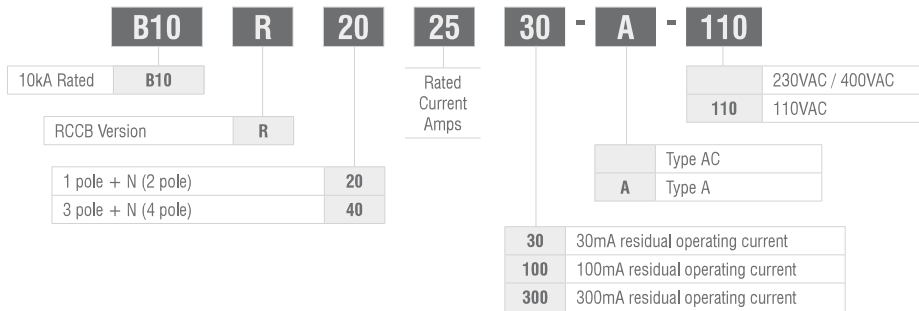 B10 R 20 25 30 - A - 110
10kA Rated B10
Rated
Current
Amps
230VAC / 400VAC
110 110VAC
RCCB Version R
Type AC
A Type A
1 pole + N (2 pole) 20
3 pole + N (4 pole) 40
30 30mA residual operating current
100 100mA residual operating current
300 300mA residual operating current